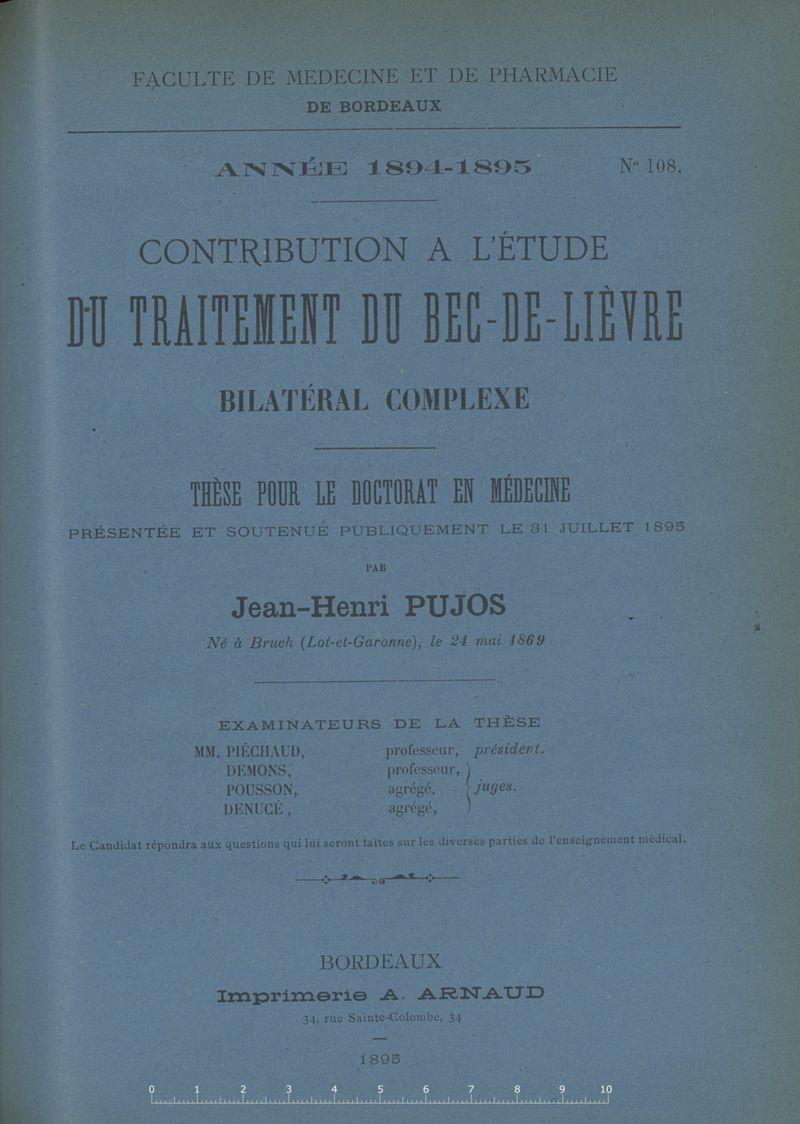 FACULTE DE MEDECINE ET DE PHARMACIE
DE BORDEAUX
ANNÉE 1894-1895 N° 108.
CONTRIBUTION A L'ÉTUDE
DU TRAITEMENT DU BEC-DE-LIÈVRE
BILATÉRAL COMPLEXE
THÈSE POUR LE DOCTORAT EN MÉDECINE
PRÉSENTÉE ET SOUTENUE PUBLIQUEMENT LE 31 JUILLET 1895
PAR
Jean-Henri PUJOS
Né à Bruch (Lot-et-Garonne), le 24 mai 1869
EXAMINATEURS DE LA THÈSE
MM. PIÉCHAUD, professeur, président.
DEMONS, professeur,
POUSSON, agrégé, juges.
DENUCÉ, agrégé,
Le Candidat répondra aux questions qui lui seront faites sur les diverses parties de l'enseignement médical.
BORDEAUX
Imprimerie A. ARNAUD
34, rue Sainte-Colombe, 34
1895
0 1 2 3 4 5 6 7 8 9 10